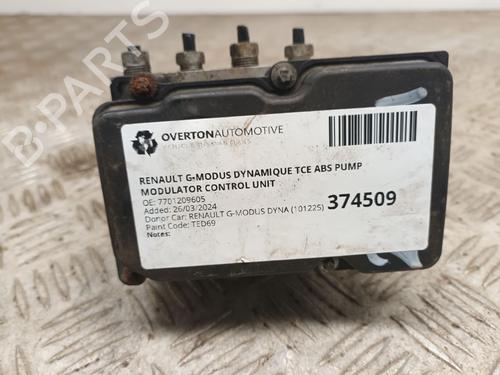 OVERTONAUTOMOTIVE
RENAULT G-MODUS DYNAMIQUE TCE ABS PUMP
MODULATOR CONTROL UNIT
OE: 7701209605
Added: 26/03/2024
Donor Car: RENAULT G-MODUS DYNA (101225)
374509
Paint Code: TED69
Notes:
B-PARTS